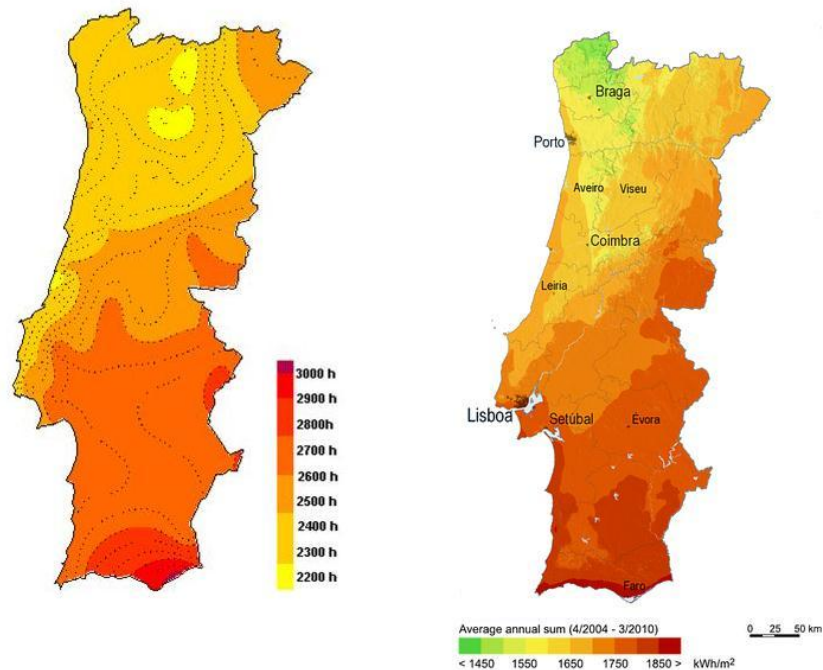 3000 h
2900 h
2800h
2700 h
2600 h
2500 h
2400 h
2300 h
2200 h
Braga
Porto
Aveiro
Viseu
Coimbra
Leiria
Lisboa
Setúbal
Évora
Faro
Average annual sum (4/2004 - 3/2010)
< 1450 1550 1650 1750 1850 > kWh/m²
0 25 50 km